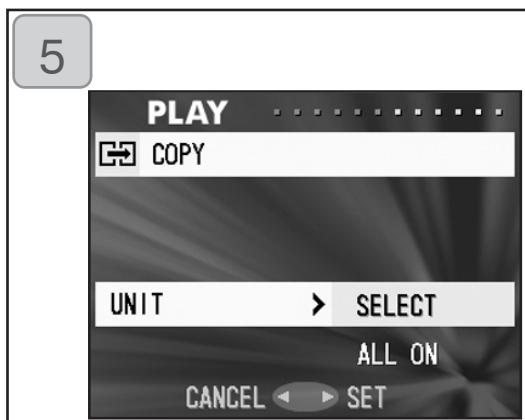 5
PLAY
COPY
UNIT > SELECT
ALL ON
CANCEL ◄ ► SET